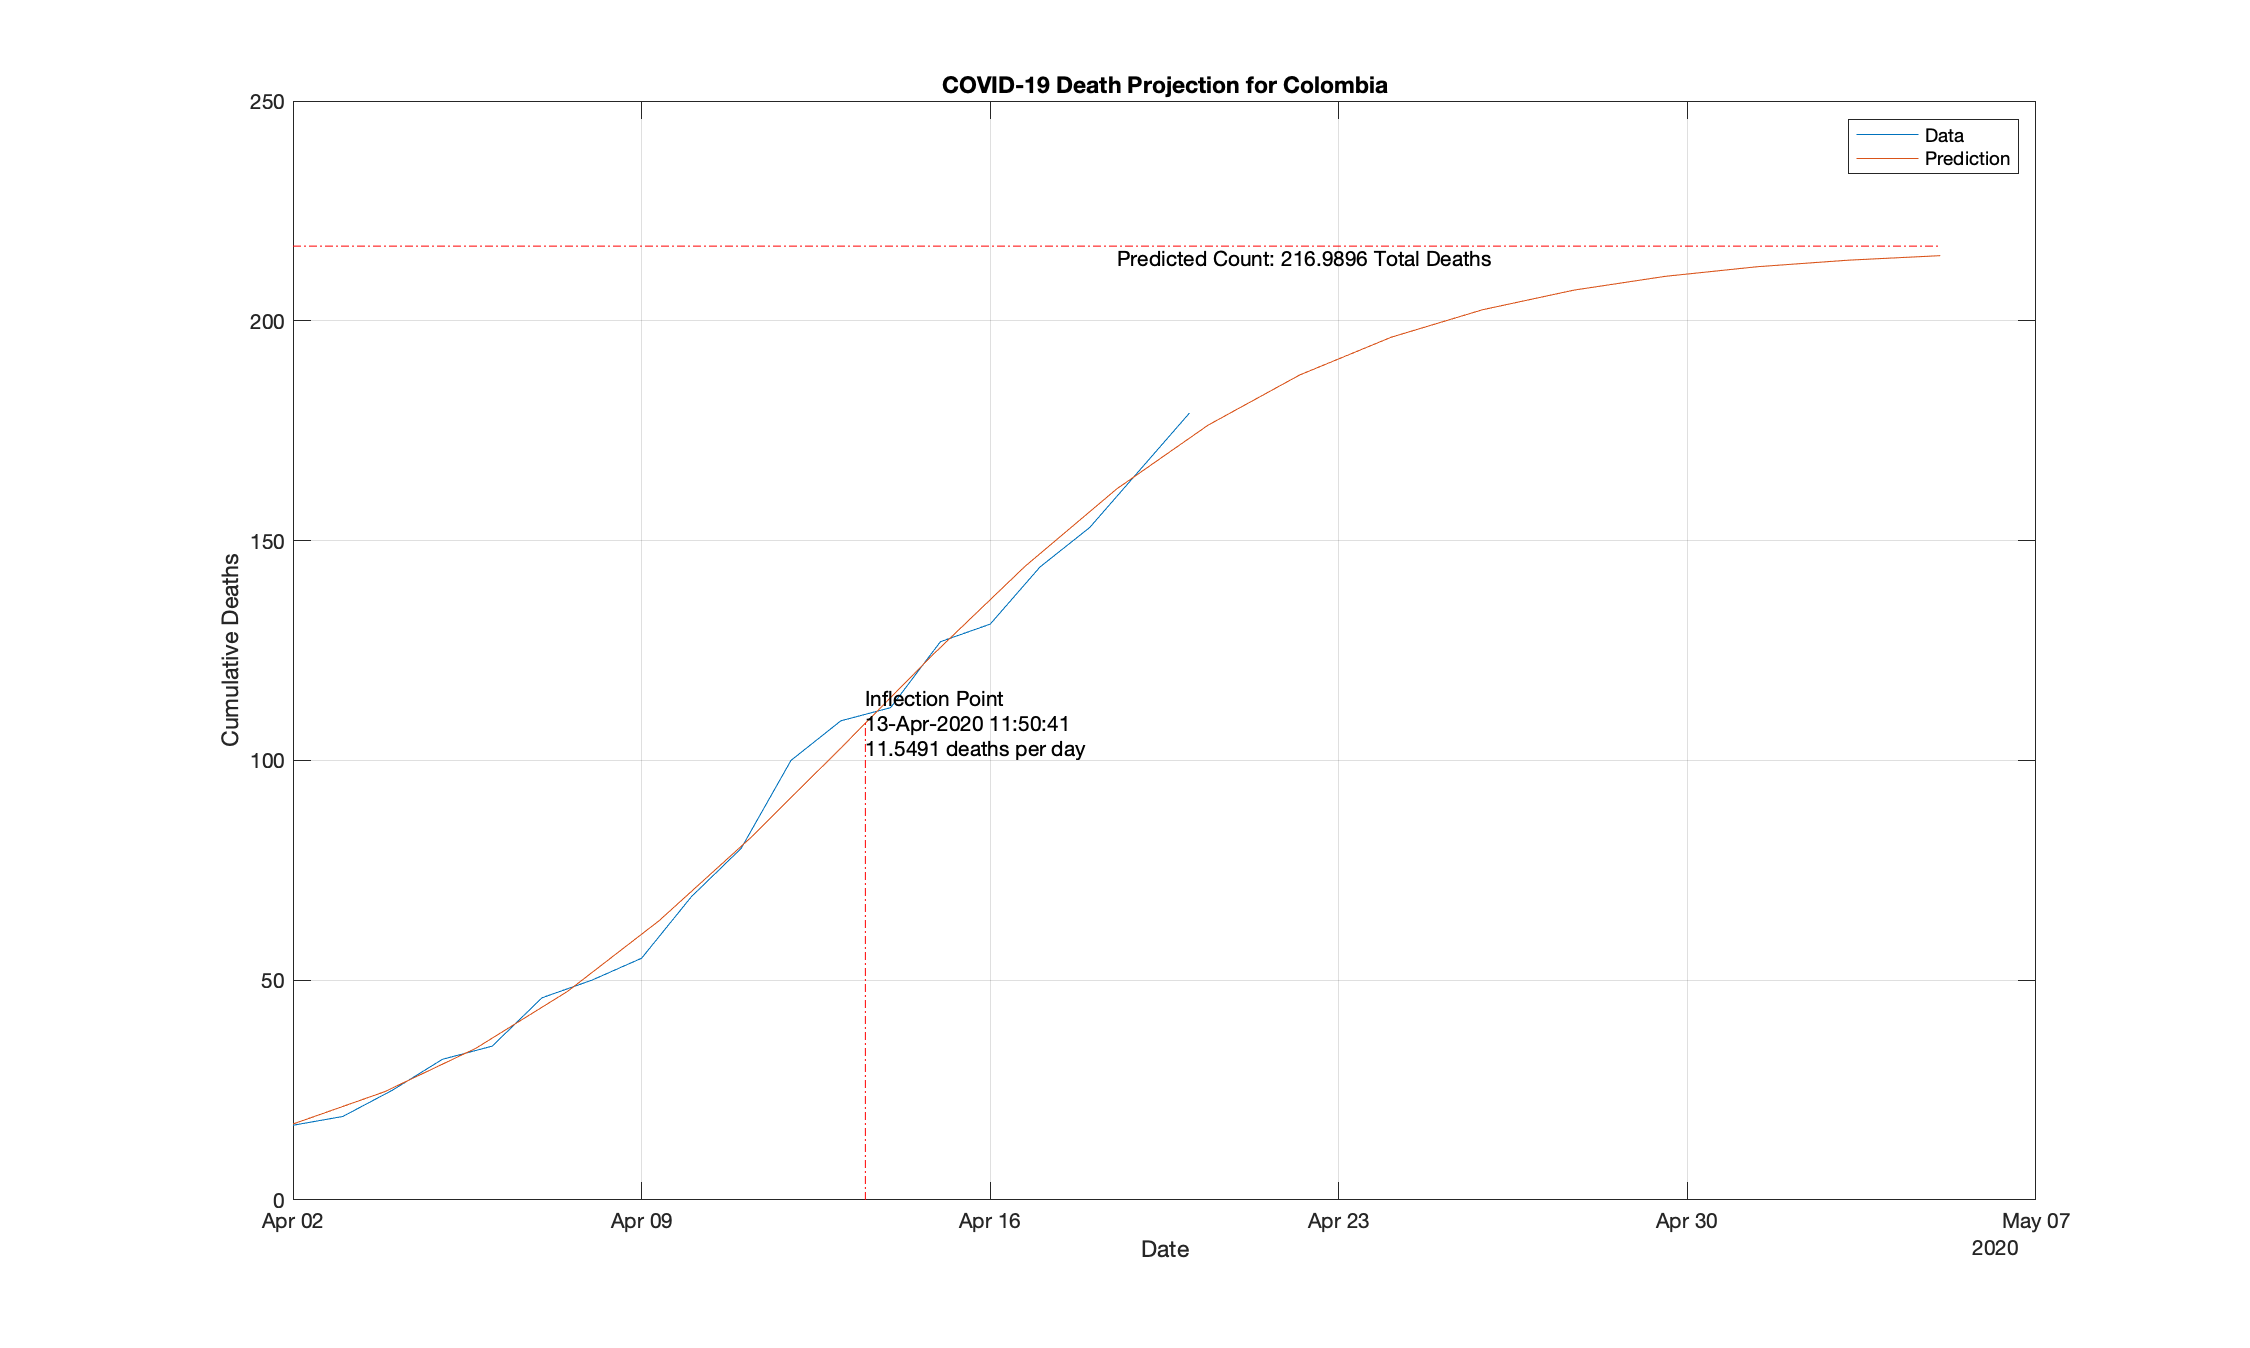 COVID-19 Death Projection for Colombia
250
200
150
100
50
0
Cumulative Deaths
Data
Prediction
Predicted Count: 216.9896 Total Deaths
Inflection Point
13-Apr-2020 11:50:41
11.5491 deaths per day
Apr 02 Apr 09 Apr 16 Apr 23 Apr 30 May 07
Date
2020